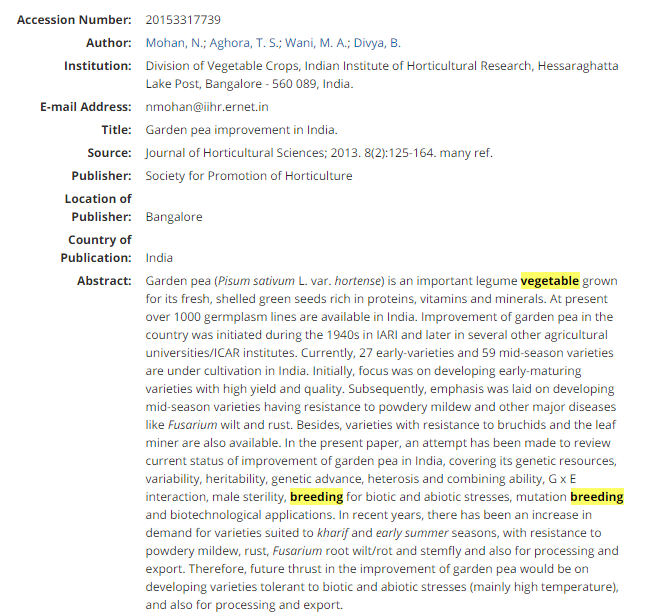 Accession Number: 20153317739
Author: Mohan, N.; Aghora, T. S.; Wani, M. A.; Divya, B.
Institution: Division of Vegetable Crops, Indian Institute of Horticultural Research, Hessaraghatta
Lake Post, Bangalore - 560 089, India.
E-mail Address: nmohan@iihr.ernet.in
Title: Garden pea improvement in India.
Source: Journal of Horticultural Sciences; 2013. 8(2):125-164. many ref.
Publisher: Society for Promotion of Horticulture
Location of
Publisher: Bangalore
Country of
Publication: India
Abstract: Garden pea (Pisum sativum L. var. hortense) is an important legume vegetable grown
for its fresh, shelled green seeds rich in proteins, vitamins and minerals. At present
over 1000 germplasm lines are available in India. Improvement of garden pea in the
country was initiated during the 1940s in IARI and later in several other agricultural
universities/ICAR institutes. Currently, 27 early-varieties and 59 mid-season varieties
are under cultivation in India. Initially, focus was on developing early-maturing
varieties with high yield and quality. Subsequently, emphasis was laid on developing
mid-season varieties having resistance to powdery mildew and other major diseases
like Fusarium wilt and rust. Besides, varieties with resistance to bruchids and the leaf
miner are also available. In the present paper, an attempt has been made to review
current status of improvement of garden pea in India, covering its genetic resources,
variability, heritability, genetic advance, heterosis and combining ability, G x E
interaction, male sterility, breeding for biotic and abiotic stresses, mutation breeding
and biotechnological applications. In recent years, there has been an increase in
demand for varieties suited to kharif and early summer seasons, with resistance to
powdery mildew, rust, Fusarium root wilt/rot and stemfly and also for processing and
export. Therefore, future thrust in the improvement of garden pea would be on
developing varieties tolerant to biotic and abiotic stresses (mainly high temperature),
and also for processing and export.